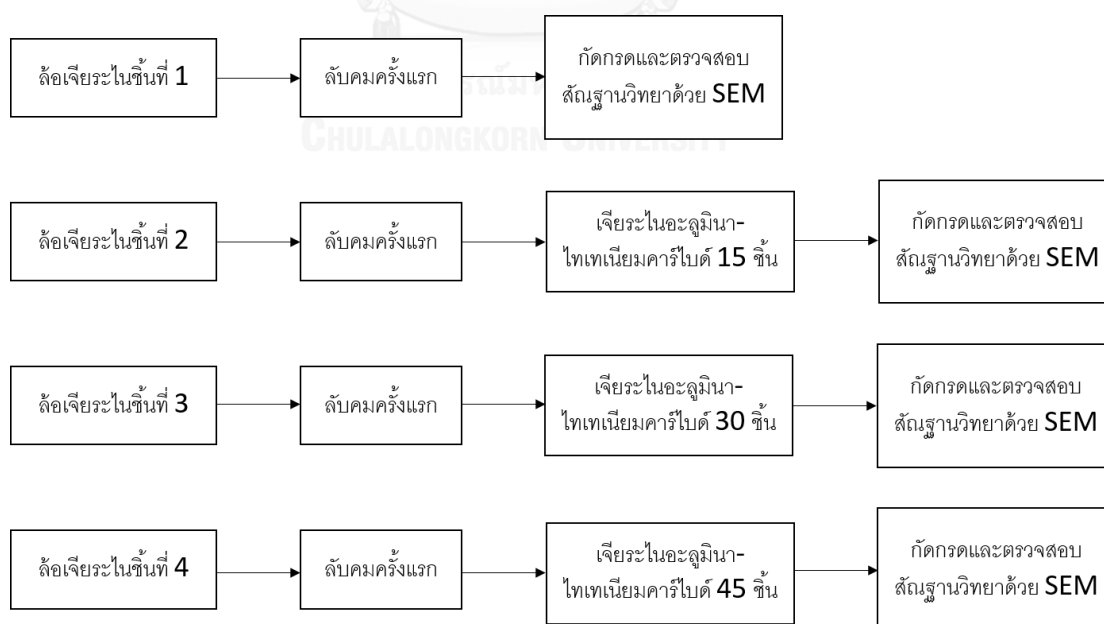 ล้อเจียระไนชิ้นที่ 1
ลับคมครั้งแรก
กัดกรดและตรวจสอบ
สัณฐานวิทยาด้วย SEM
CHULALONGKORN UNIVERSITY
ล้อเจียระไนชิ้นที่ 2
ลับคมครั้งแรก
เจียระไนอะลูมินา-
ไทเทเนียมคาร์ไบด์ 15 ชิ้น
กัดกรดและตรวจสอบ
สัณฐานวิทยาด้วย SEM
ล้อเจียระไนชิ้นที่ 3
ลับคมครั้งแรก
เจียระไนอะลูมินา-
ไทเทเนียมคาร์ไบด์ 30 ชิ้น
กัดกรดและตรวจสอบ
สัณฐานวิทยาด้วย SEM
ล้อเจียระไนชิ้นที่ 4
ลับคมครั้งแรก
เจียระไนอะลูมินา-
ไทเทเนียมคาร์ไบด์ 45 ชิ้น
กัดกรดและตรวจสอบ
สัณฐานวิทยาด้วย SEM